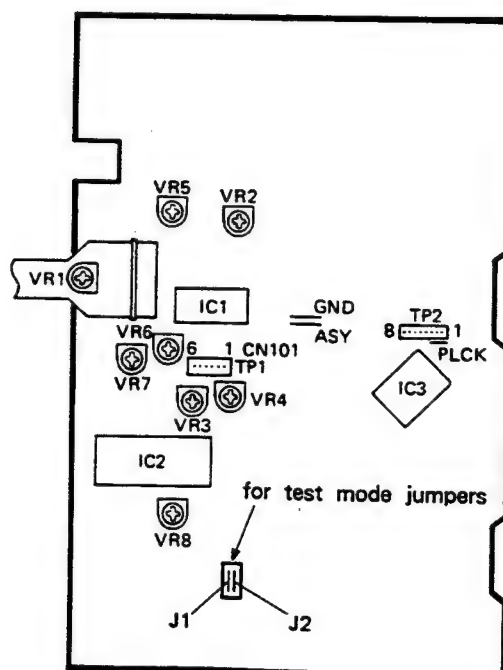 VR5
VR2
VR1
IC1
GND
ASY
TP2
8 1
PLCK
VR6
6 1 CN101
TP1
VR7
IC3
VR3
VR4
IC2
for test mode jumpers
VR8
J1
J2